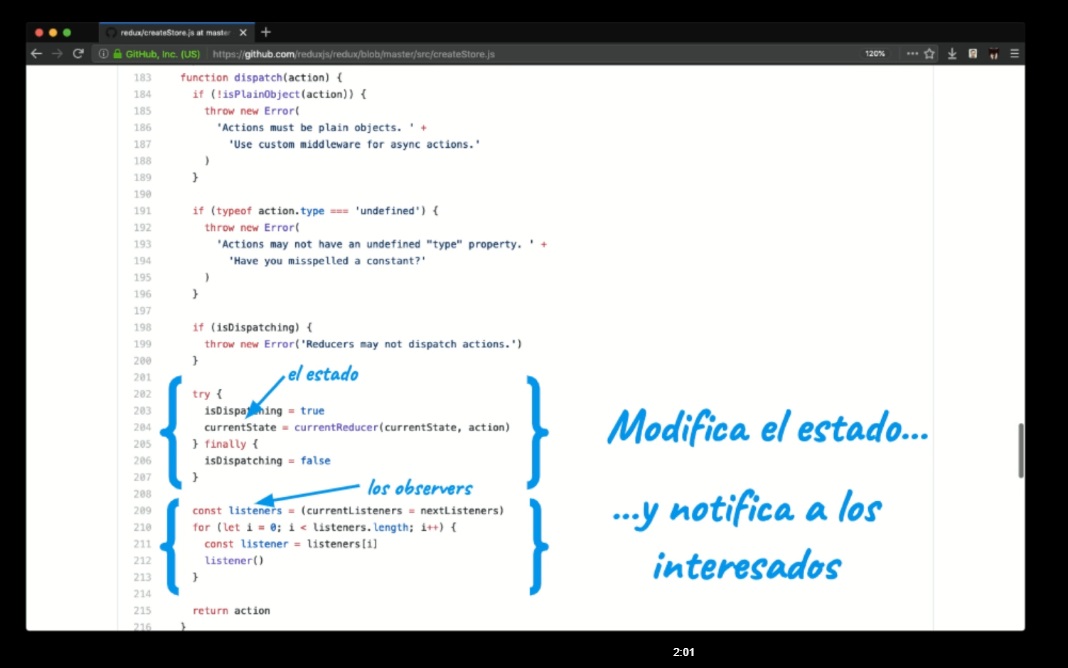 redux/createStore.js at master
GitHub, Inc. (US) https://github.com/reduxjs/redux/blob/master/src/createStore.js 120%
183 function dispatch(action) {
184 if (!isPlainObject(action)) {
185 throw new Error(
186 'Actions must be plain objects. ' +
187 'Use custom middleware for async actions.'
188 )
189 }
190
191 if (typeof action.type === 'undefined') {
192 throw new Error(
193 'Actions may not have an undefined "type" property. ' +
194 'Have you misspelled a constant?'
195 )
196 }
197
198 if (isDispatching) {
199 throw new Error('Reducers may not dispatch actions.')
200 }
201
el estado
202 try {
203 isDispatching = true
204 currentState = currentReducer(currentState, action)
205 } finally {
206 isDispatching = false
207 }
208
Modifica el estado...
los observers
209 const listeners = (currentListeners = nextListeners)
210 for (let i = 0; i < listeners.length; i++) {
211 const listener = listeners[i]
212 listener()
213 }
214
...y notifica a los
interesados
215 return action
216 }
2:01